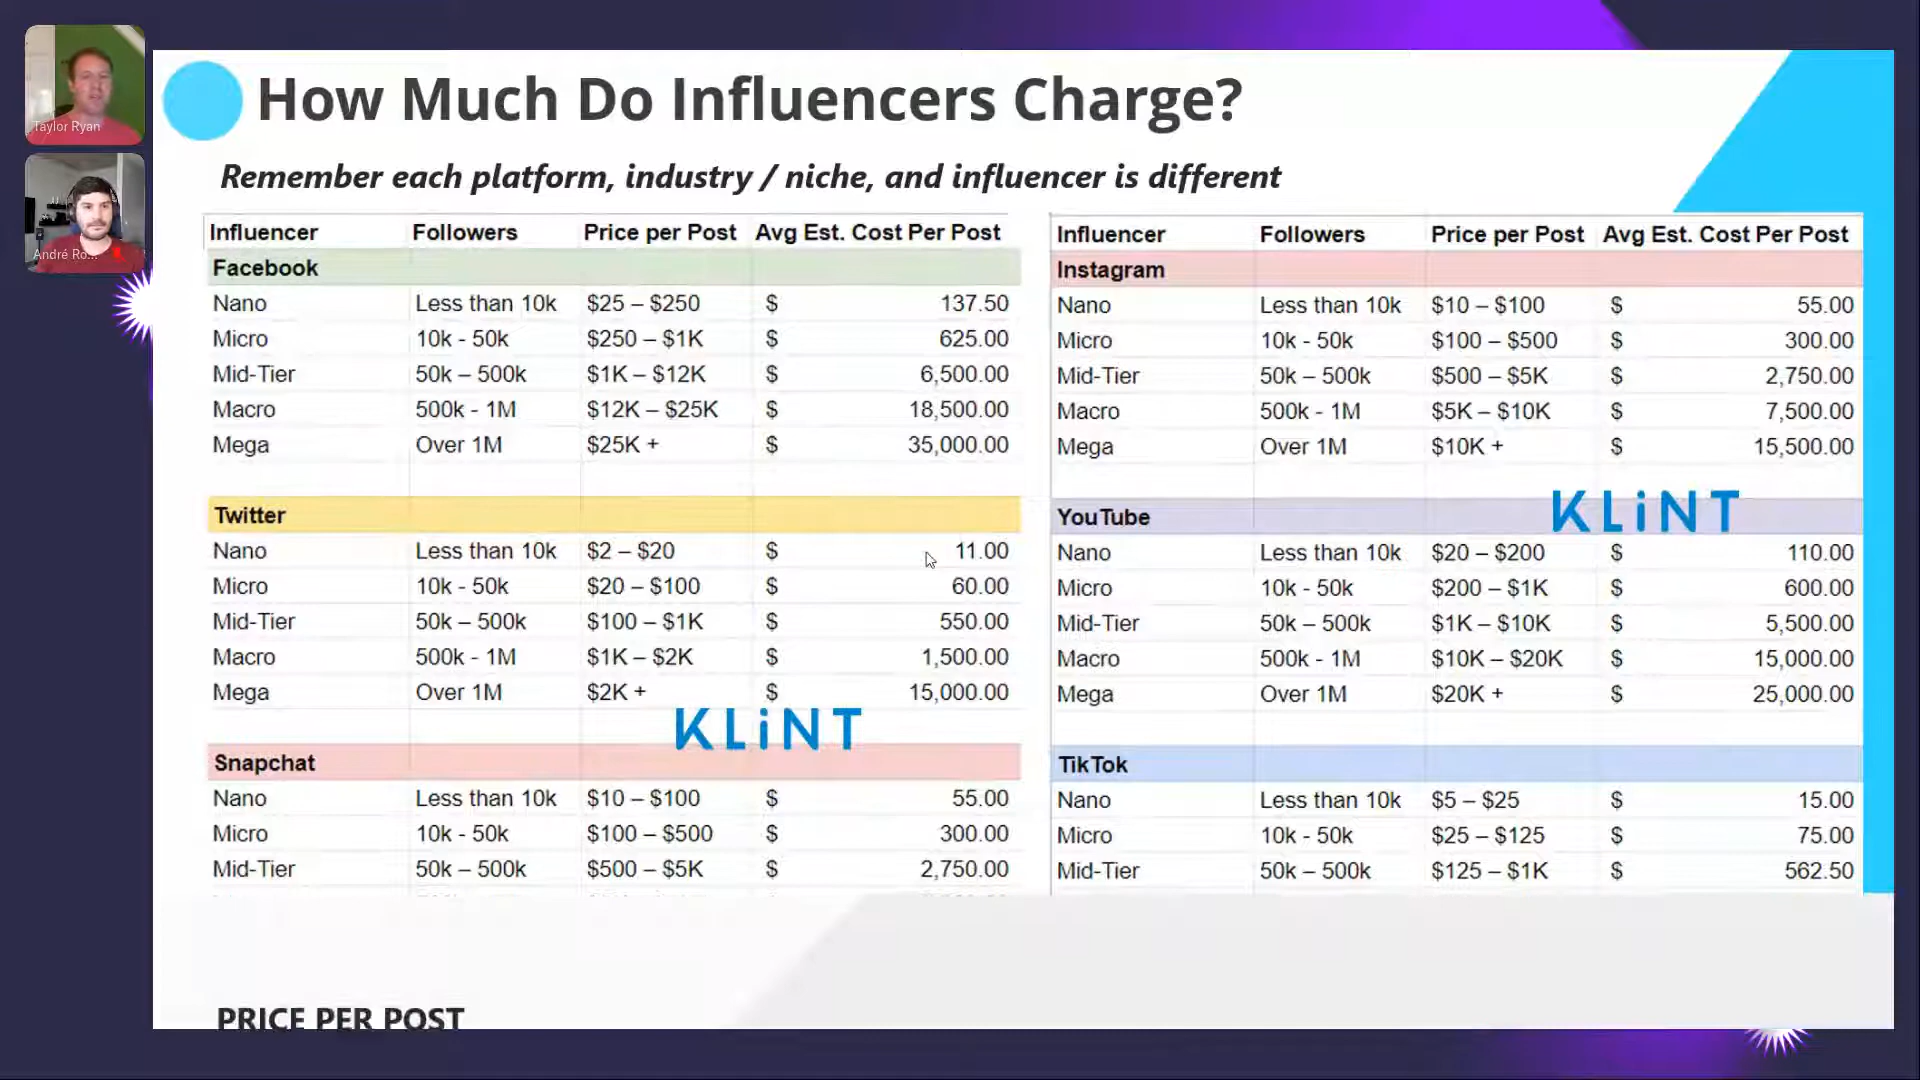 Taylor Ryan
André Ro...
How Much Do Influencers Charge?
Remember each platform, industry / niche, and influencer is different
Influencer Followers Price per Post Avg Est. Cost Per Post
Facebook
Nano Less than 10k $25 – $250 $ 137.50
Micro 10k - 50k $250 – $1K $ 625.00
Mid-Tier 50k – 500k $1K – $12K $ 6,500.00
Macro 500k - 1M $12K – $25K $ 18,500.00
Mega Over 1M $25K + $ 35,000.00
Twitter
Nano Less than 10k $2 – $20 $ 11.00
Micro 10k - 50k $20 – $100 $ 60.00
Mid-Tier 50k – 500k $100 – $1K $ 550.00
Macro 500k - 1M $1K – $2K $ 1,500.00
Mega Over 1M $2K + $ 15,000.00
KLiNT
Snapchat
Nano Less than 10k $10 – $100 $ 55.00
Micro 10k - 50k $100 – $500 $ 300.00
Mid-Tier 50k – 500k $500 – $5K $ 2,750.00
Influencer Followers Price per Post Avg Est. Cost Per Post
Instagram
Nano Less than 10k $10 – $100 $ 55.00
Micro 10k - 50k $100 – $500 $ 300.00
Mid-Tier 50k – 500k $500 – $5K $ 2,750.00
Macro 500k - 1M $5K – $10K $ 7,500.00
Mega Over 1M $10K + $ 15,500.00
KLiNT
YouTube
Nano Less than 10k $20 – $200 $ 110.00
Micro 10k - 50k $200 – $1K $ 600.00
Mid-Tier 50k – 500k $1K – $10K $ 5,500.00
Macro 500k - 1M $10K – $20K $ 15,000.00
Mega Over 1M $20K + $ 25,000.00
TikTok
Nano Less than 10k $5 – $25 $ 15.00
Micro 10k - 50k $25 – $125 $ 75.00
Mid-Tier 50k – 500k $125 – $1K $ 562.50
PRICE PER POST